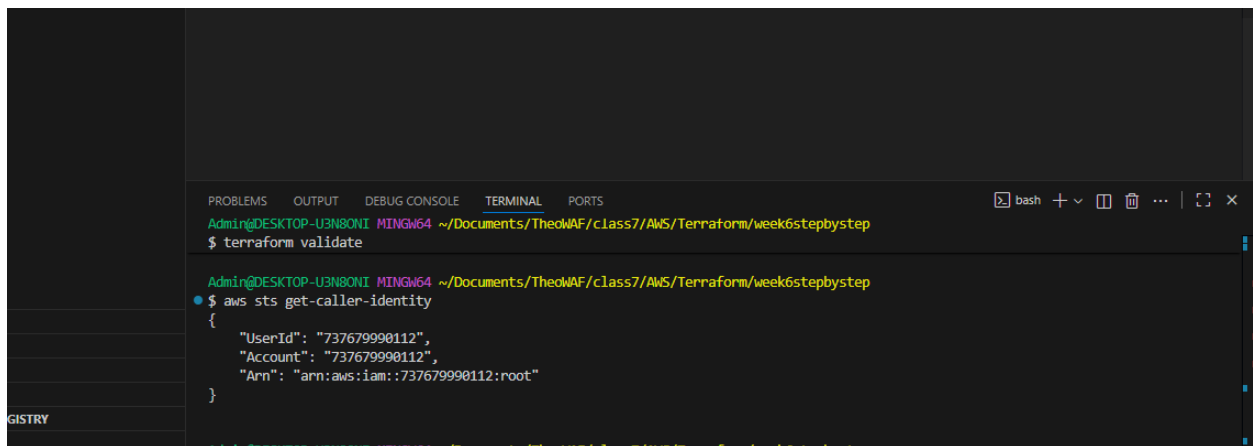 PROBLEMS OUTPUT DEBUG CONSOLE TERMINAL PORTS bash
Admin@DESKTOP-U3N8ONI MINGW64 ~/Documents/TheoWAF/class7/AWS/Terraform/week6stepbystep
$ terraform validate
Admin@DESKTOP-U3N8ONI MINGW64 ~/Documents/TheoWAF/class7/AWS/Terraform/week6stepbystep
$ aws sts get-caller-identity
{
"UserId": "737679990112",
"Account": "737679990112",
"Arn": "arn:aws:iam::737679990112:root"
}
GISTRY